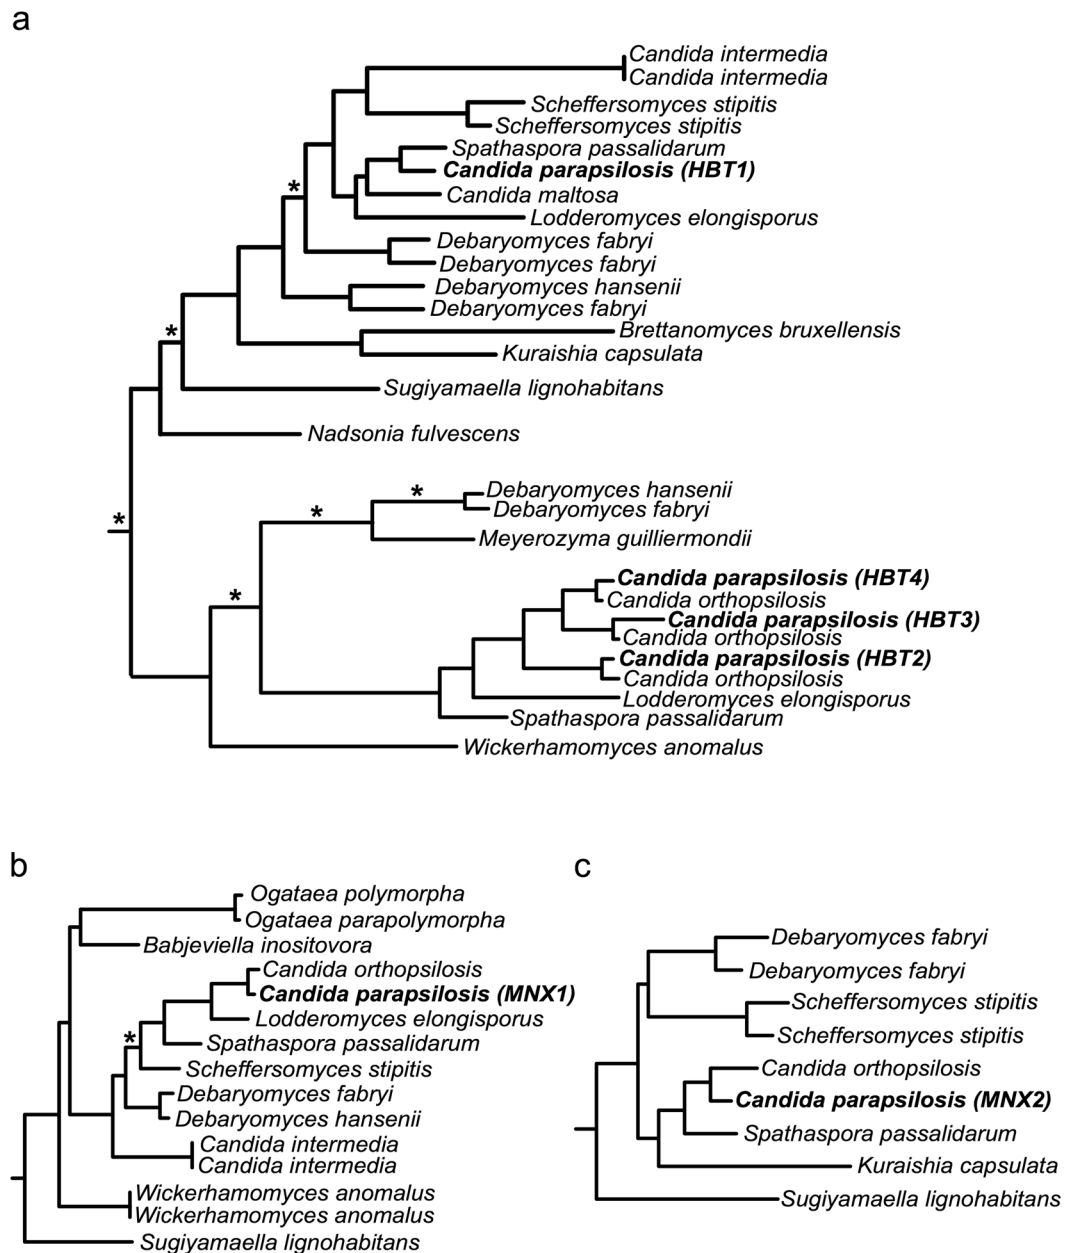 a
Candida intermedia
Candida intermedia
Scheffersomyces stipitis
Scheffersomyces stipitis
Spathaspora passalidarum
Candida parapsilosis (HBT1)
*
Candida maltosa
Lodderomyces elongisporus
Debaryomyces fabryi
Debaryomyces fabryi
Debaryomyces hansenii
Debaryomyces fabryi
*
Brettanomyces bruxellensis
Kuraishia capsulata
Sugiyamaella lignohabitans
Nadsonia fulvescens
*
*
*
Debaryomyces hansenii
Debaryomyces fabryi
Meyerozyma guilliermondii
*
Candida parapsilosis (HBT4)
Candida orthopsilosis
Candida parapsilosis (HBT3)
Candida orthopsilosis
Candida parapsilosis (HBT2)
Candida orthopsilosis
Lodderomyces elongisporus
Spathaspora passalidarum
Wickerhamomyces anomalus
b
Ogataea polymorpha
Ogataea parapolymorpha
Babjeviella inositovora
Candida orthopsilosis
Candida parapsilosis (MNX1)
Lodderomyces elongisporus
*
Spathaspora passalidarum
Scheffersomyces stipitis
Debaryomyces fabryi
Debaryomyces hansenii
Candida intermedia
Candida intermedia
Wickerhamomyces anomalus
Wickerhamomyces anomalus
Sugiyamaella lignohabitans
c
Debaryomyces fabryi
Debaryomyces fabryi
Scheffersomyces stipitis
Scheffersomyces stipitis
Candida orthopsilosis
Candida parapsilosis (MNX2)
Spathaspora passalidarum
Kuraishia capsulata
Sugiyamaella lignohabitans